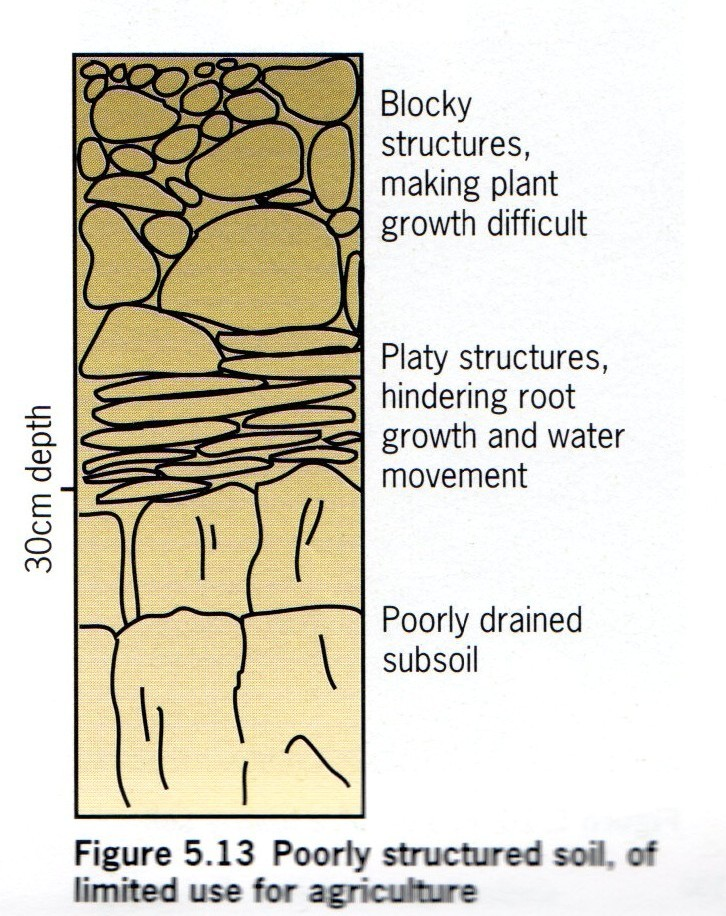 Blocky
structures,
making plant
growth difficult
Platy structures,
hindering root
growth and water
movement
30cm depth
Poorly drained
subsoil
Figure 5.13 Poorly structured soil, of
limited use for agriculture